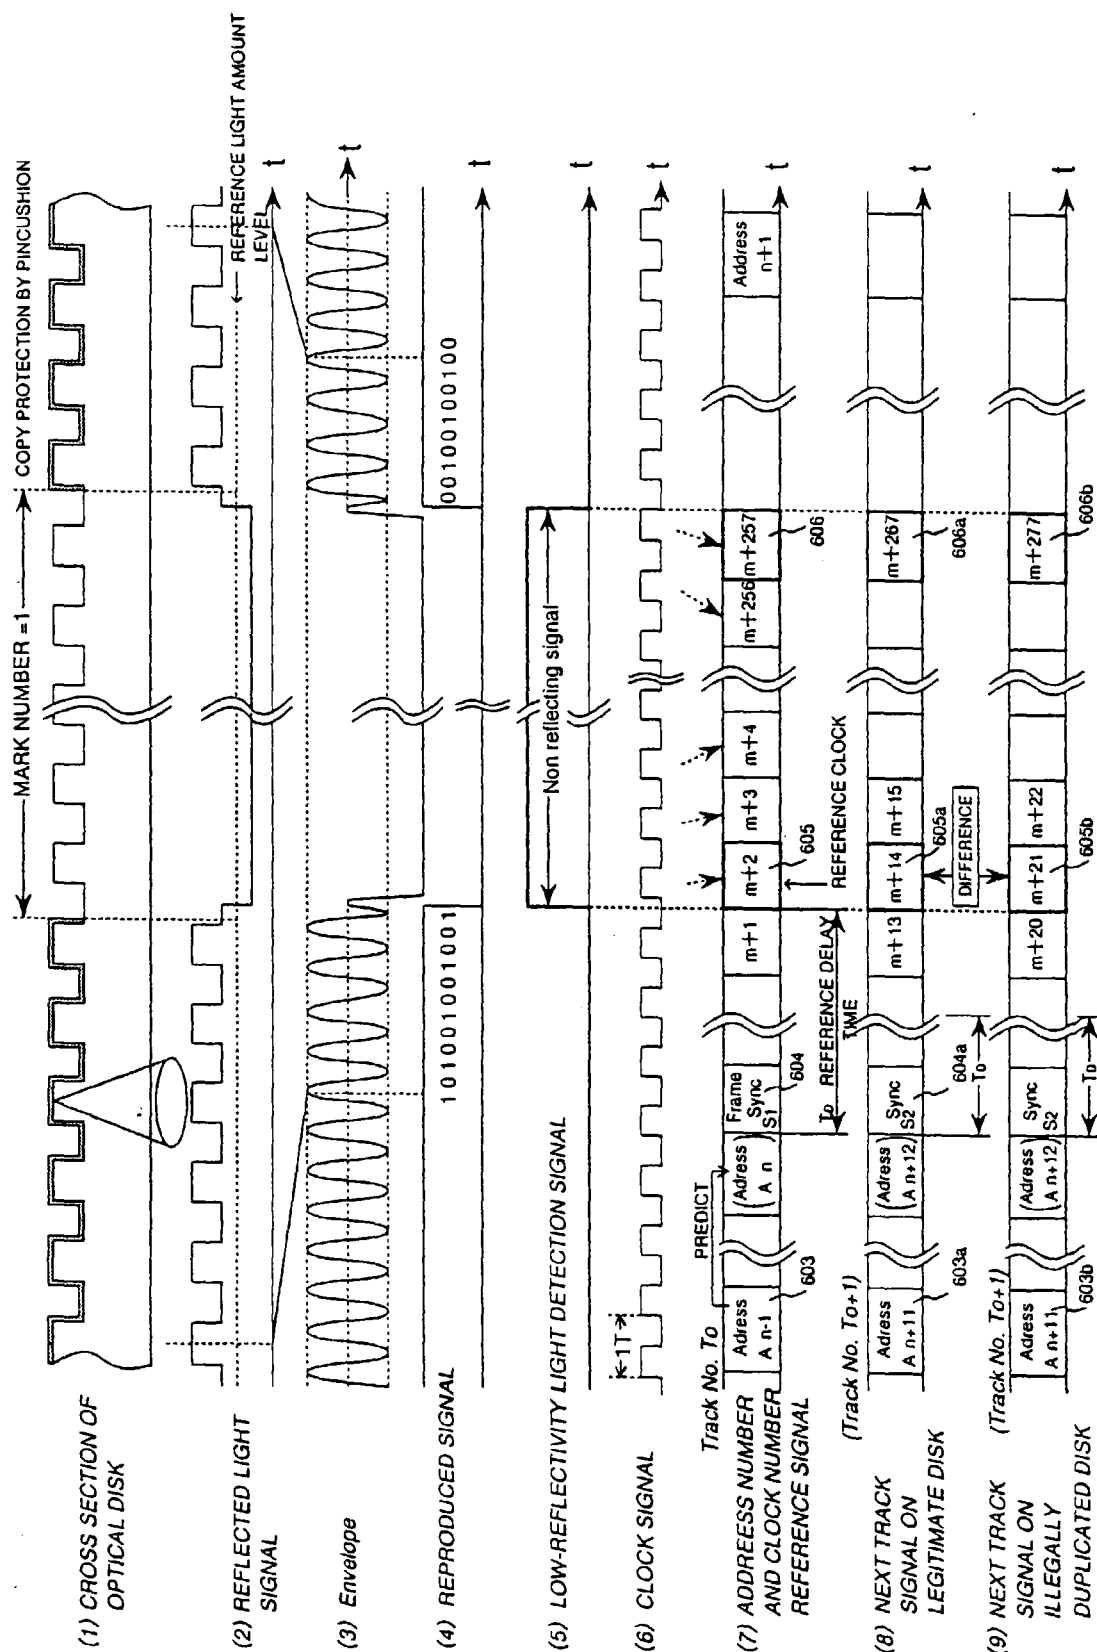 MARK NUMBER = 1
COPY PROTECTION BY PINCUSHION
(1) CROSS SECTION OF
OPTICAL DISK
(2) REFLECTED LIGHT
SIGNAL
REFERENCE LIGHT AMOUNT
LEVEL
t
(3) Envelope
t
(4) REPRODUCED SIGNAL
1010010010 01
00100100100
t
(5) LOW-REFLECTIVITY LIGHT DETECTION SIGNAL
Non reflecting signal
t
(6) CLOCK SIGNAL
1T
t
Track No. To
PREDICT
(7) ADDREESS NUMBER
AND CLOCK NUMBER
REFERENCE SIGNAL
Adress
A n-1
603
(Adress
A n)
Frame
Sync
S1
604
m+1
m+2
605
m+3
m+4
m+256
m+257
606
Address
n+1
t
To REFERENCE DELAY
TIME
REFERENCE CLOCK
(Track No. To+1)
(8) NEXT TRACK
SIGNAL ON
LEGITIMATE DISK
Adress
A n+11
603a
(Adress
A n+12)
Sync
S2
604a
m+13
m+14
605a
m+15
m+267
606a
t
To
DIFFERENCE
(Track No. To+1)
(9) NEXT TRACK
SIGNAL ON
ILLEGALLY
DUPLICATED DISK
Adress
A n+11
603b
(Adress
A n+12)
Sync
S2
m+20
m+21
605b
m+22
m+277
606b
t
To